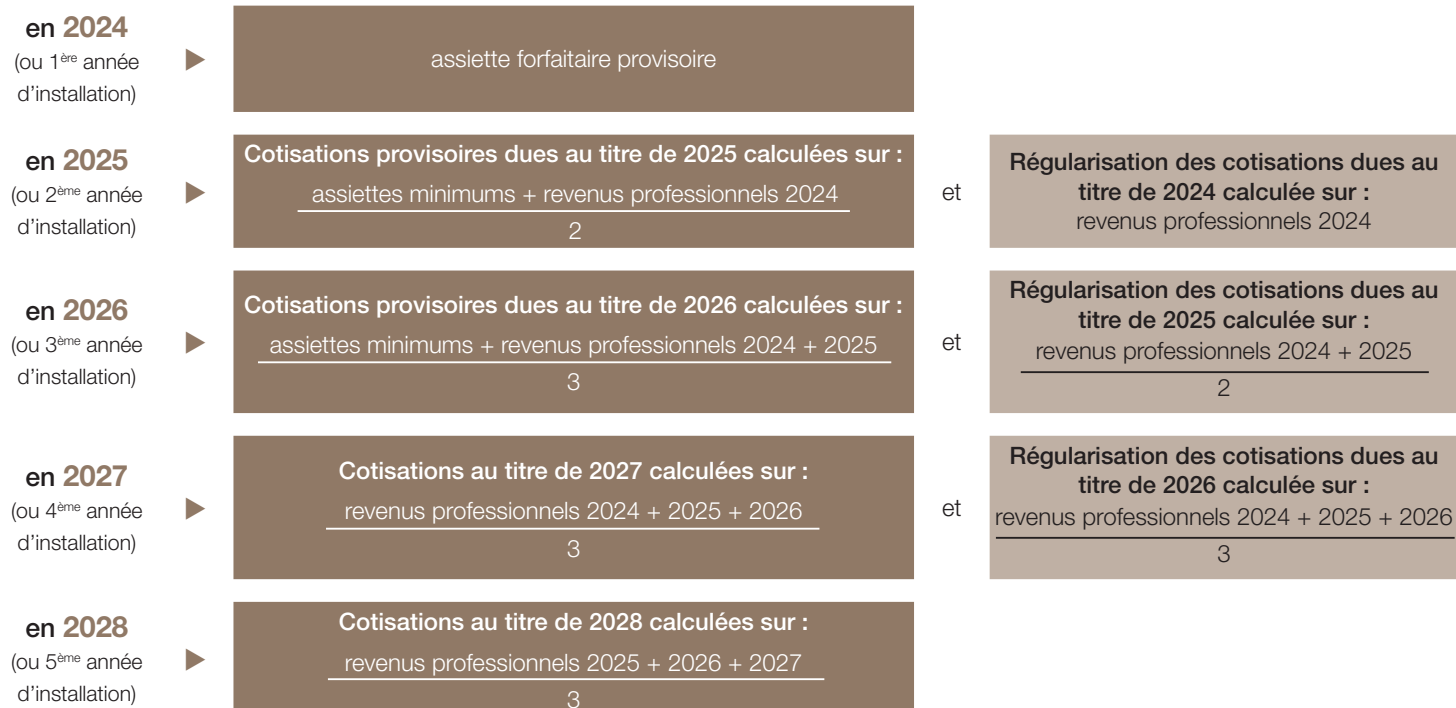 en 2024
(ou 1ère année
d'installation)
assiette forfaitaire provisoire
en 2025
(ou 2ème année
d'installation)
Cotisations provisoires dues au titre de 2025 calculées sur :
assiettes minimums + revenus professionnels 2024
2
et
Régularisation des cotisations dues au
titre de 2024 calculée sur :
revenus professionnels 2024
en 2026
(ou 3ème année
d'installation)
Cotisations provisoires dues au titre de 2026 calculées sur :
assiettes minimums + revenus professionnels 2024 + 2025
3
et
Régularisation des cotisations dues au
titre de 2025 calculée sur :
revenus professionnels 2024 + 2025
2
en 2027
(ou 4ème année
d'installation)
Cotisations au titre de 2027 calculées sur :
revenus professionnels 2024 + 2025 + 2026
3
et
Régularisation des cotisations dues au
titre de 2026 calculée sur :
revenus professionnels 2024 + 2025 + 2026
3
en 2028
(ou 5ème année
d'installation)
Cotisations au titre de 2028 calculées sur :
revenus professionnels 2025 + 2026 + 2027
3